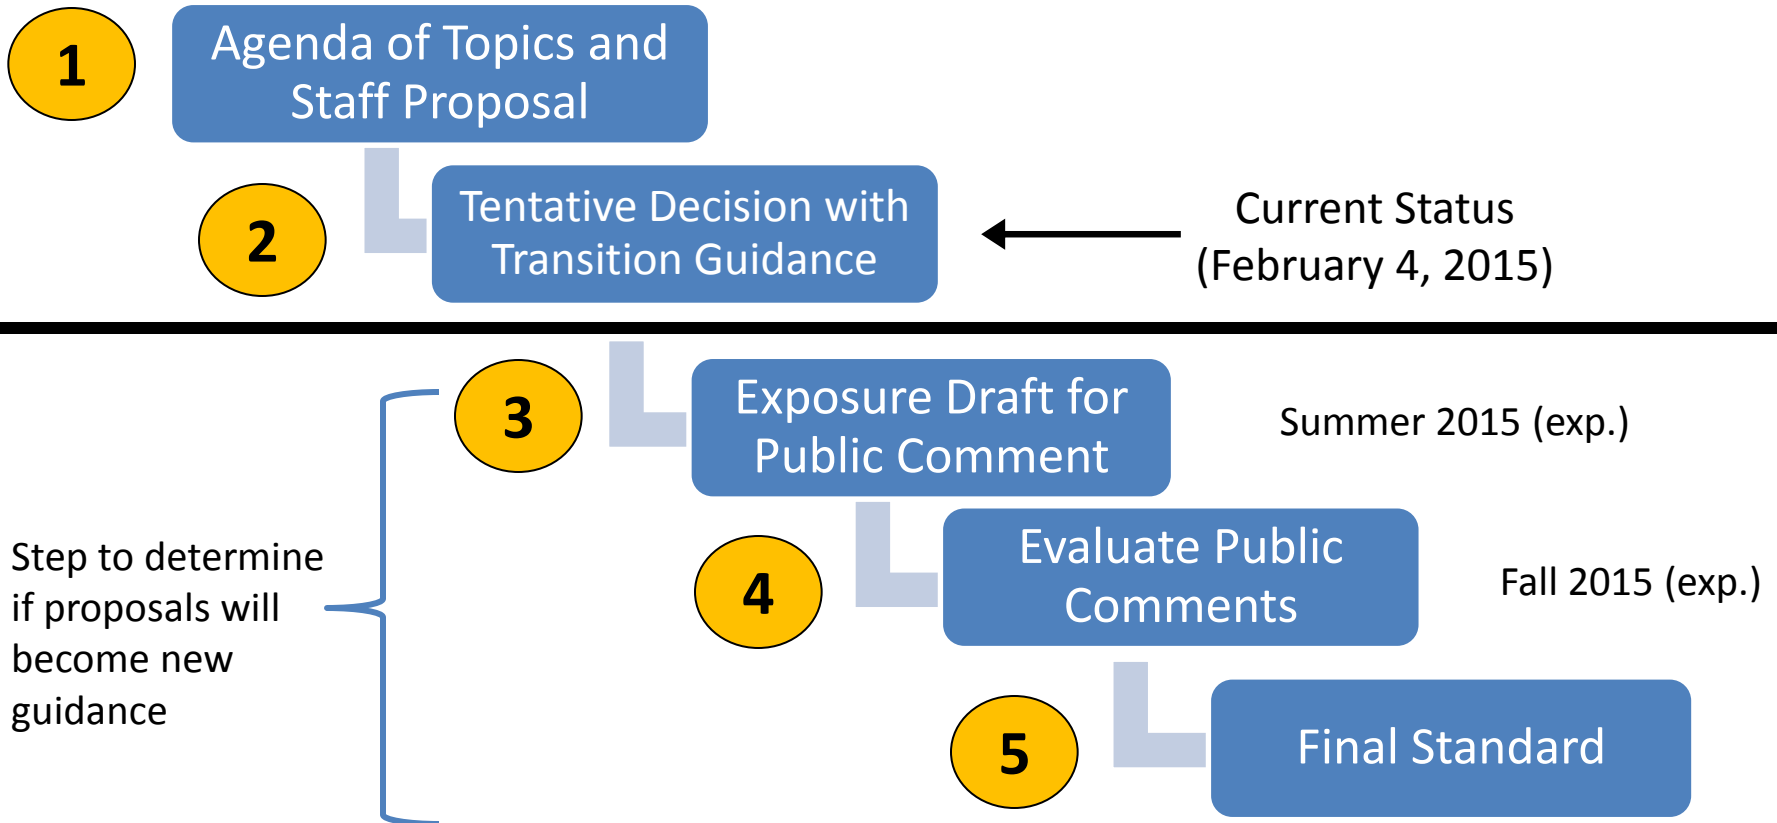 1
Agenda of Topics and
Staff Proposal
2
Tentative Decision with
Transition Guidance
Current Status
(February 4, 2015)
3
Exposure Draft for
Public Comment
Summer 2015 (exp.)
Step to determine
if proposals will
become new
guidance
4
Evaluate Public
Comments
Fall 2015 (exp.)
5
Final Standard